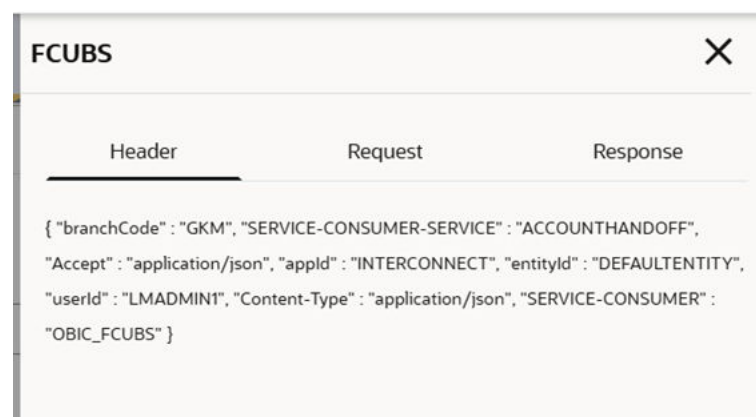 FCUBS
Header Request Response
{ "branchCode" : "GKM", "SERVICE-CONSUMER-SERVICE" : "ACCOUNTHANDOFF",
"Accept" : "application/json", "appId" : "INTERCONNECT", "entityId" : "DEFAULTENTITY",
"userId" : "LMADMIN1", "Content-Type" : "application/json", "SERVICE-CONSUMER" :
"OBIC_FCUBS" }